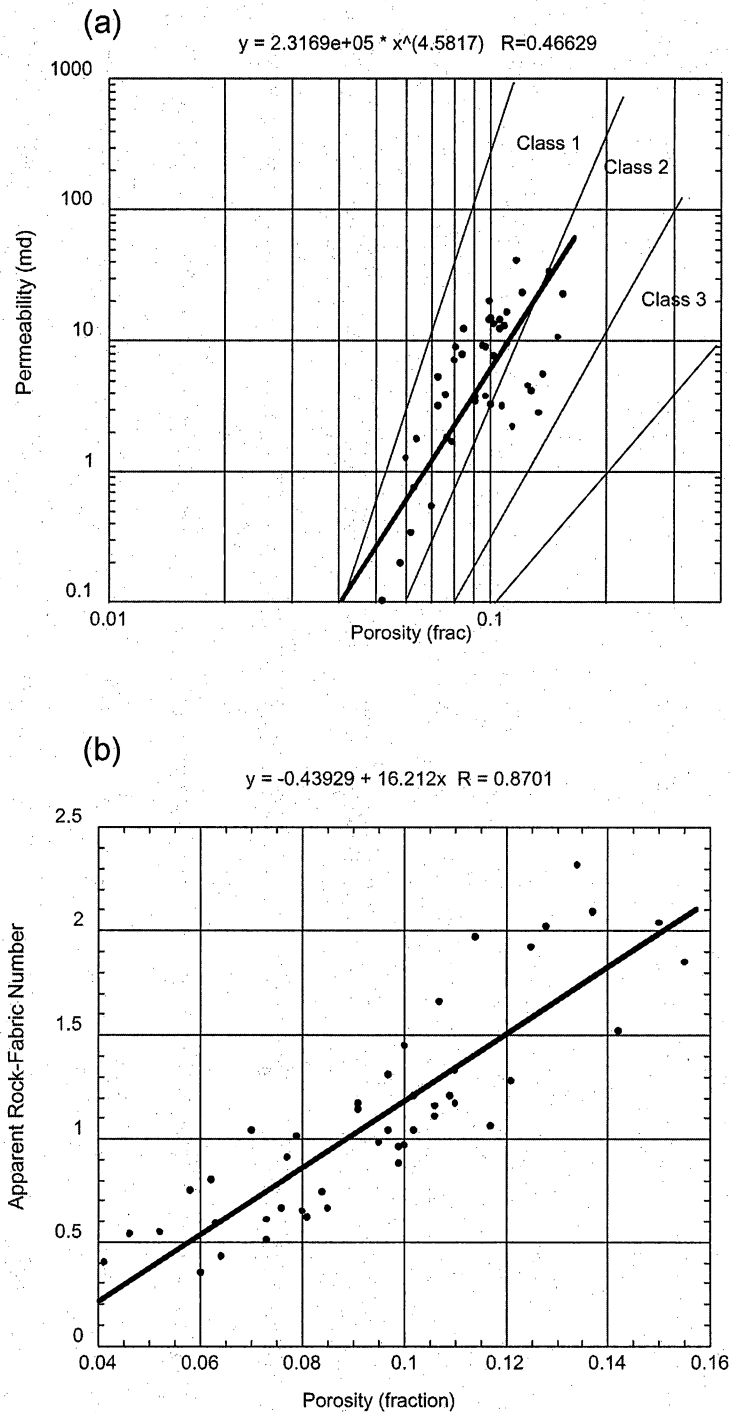 (a)
y = 2.3169e+05 * x^(4.5817) R=0.46629
1000
Class 1
Class 2
100
Class 3
Permeability (md)
10
1
0.1
0.01
0.1
Porosity (frac)
(b)
y = -0.43929 + 16.212x R = 0.8701
2.5
2
1.5
Apparent Rock-Fabric Number
1
0.5
0
0.04
0.06
0.08
0.1
0.12
0.14
0.16
Porosity (fraction)